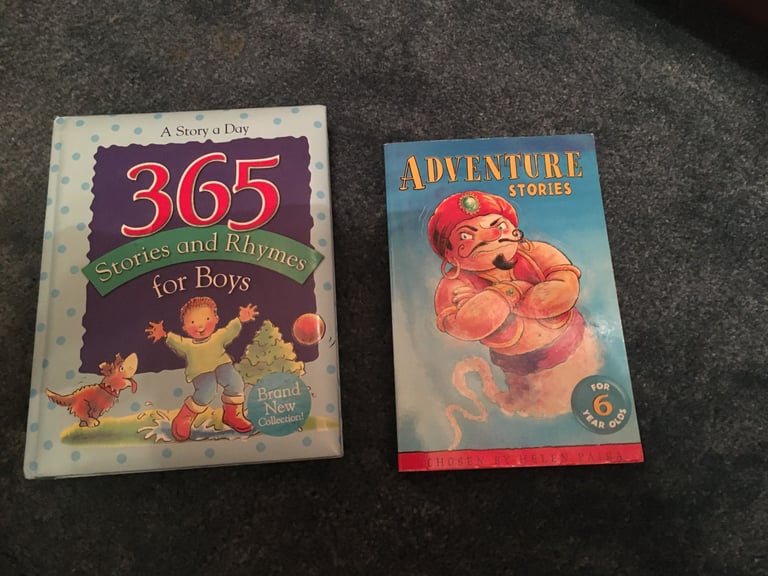 A Story a Day
365
Stories and Rhymes
for Boys
Brand
New
Collection!
ADVENTURE
STORIES
FOR
6
YEAR OLDS
CHOSEN BY HELEN PAIBA